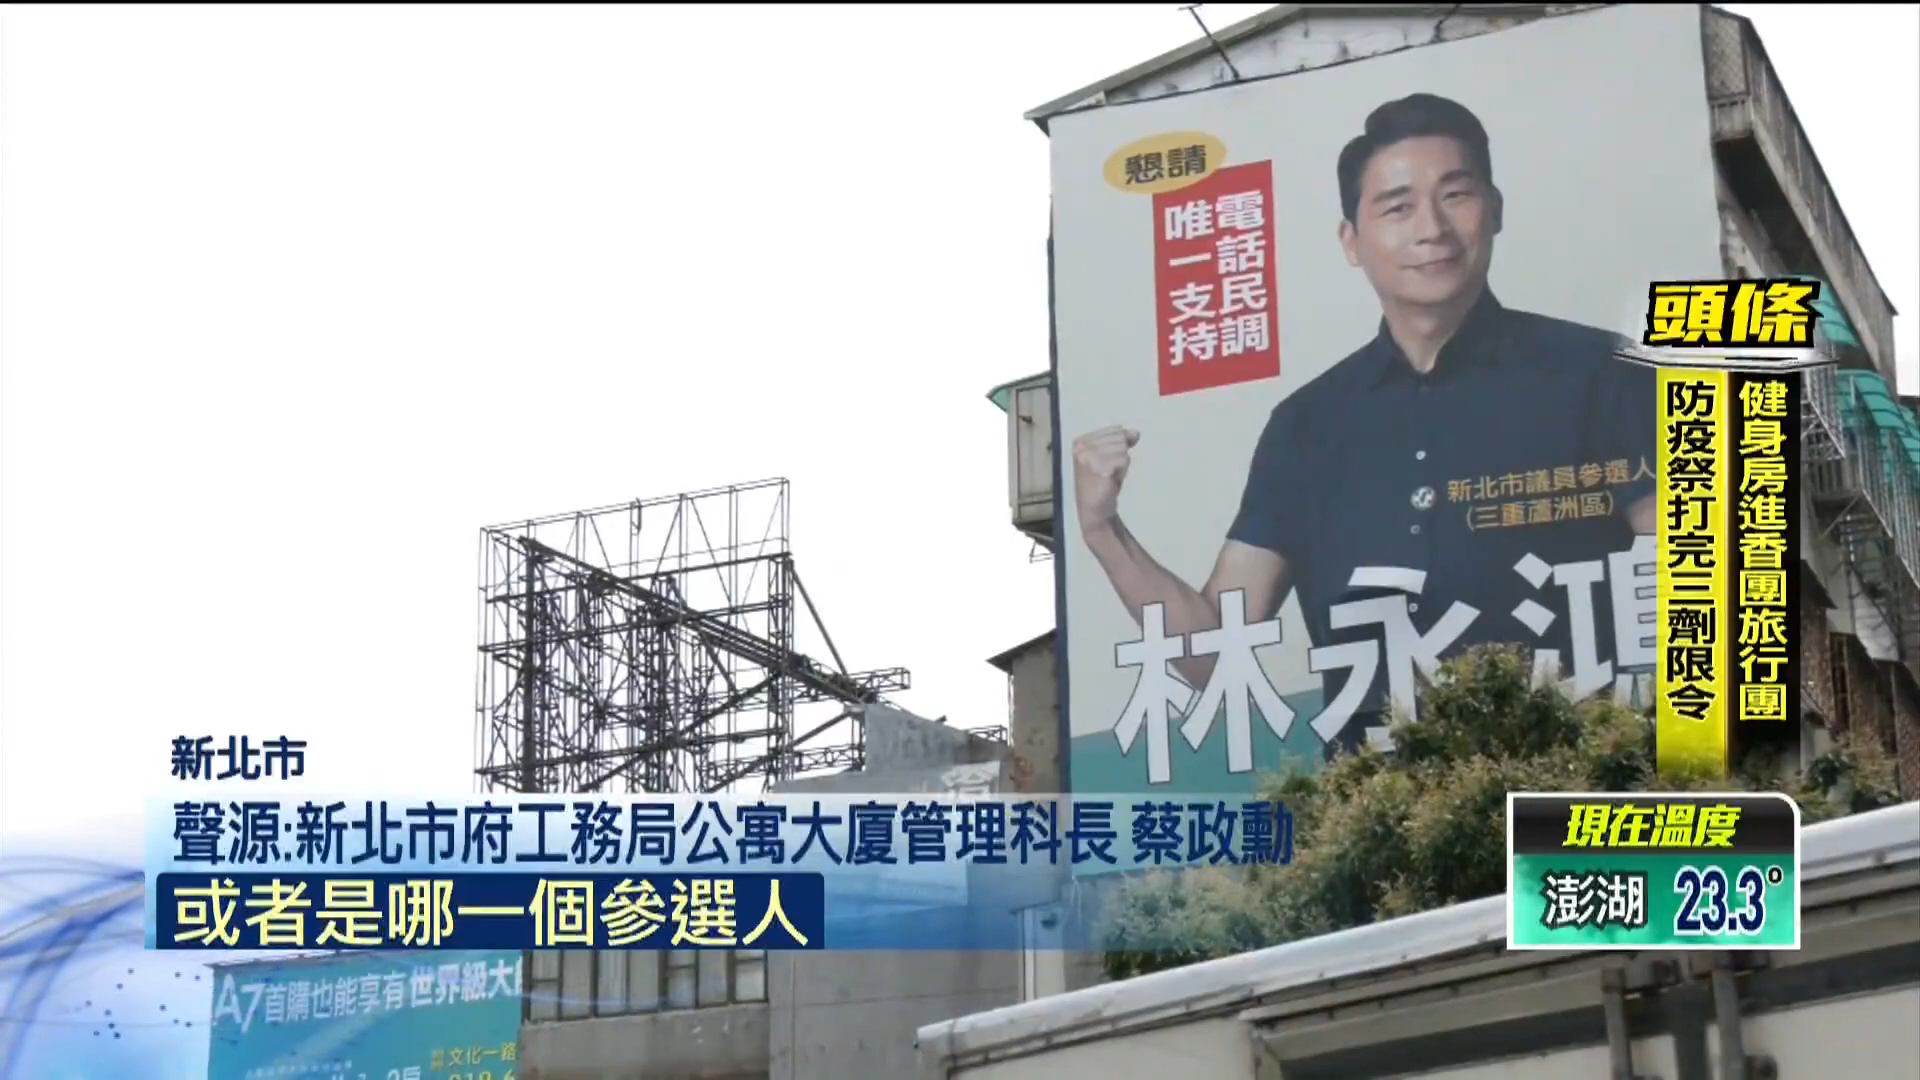 懇請
電話民調
唯一支持
新北市議員參選人
(三重蘆洲區)
林永鴻
頭條
健身房進香團旅行團
防疫祭打完三劑限令
新北市
聲源:新北市府工務局公寓大廈管理科長 蔡政勳
或者是哪一個參選人
現在溫度
澎湖 23.3°
A7首購也能享有世界級大
文化一路